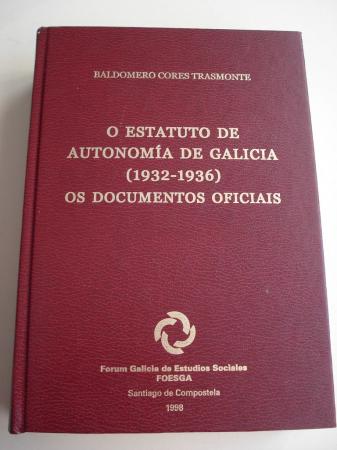 BALDOMERO CORES TRASMONTE
O ESTATUTO DE
AUTONOMÍA DE GALICIA
(1932-1936)
OS DOCUMENTOS OFICIAIS
Forum Galicia de Estudios Sociales
FOESGA
Santiago de Compostela
1998